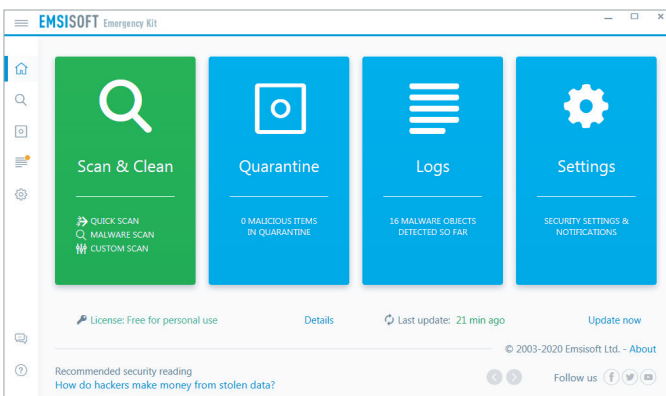 EMSISOFT Emergency Kit
Scan & Clean
QUICK SCAN
MALWARE SCAN
CUSTOM SCAN
Quarantine
0 MALICIOUS ITEMS
IN QUARANTINE
Logs
16 MALWARE OBJECTS
DETECTED SO FAR
Settings
SECURITY SETTINGS &
NOTIFICATIONS
License: Free for personal use
Details
Last update: 21 min ago
Update now
© 2003-2020 Emsisoft Ltd. - About
Recommended security reading
How do hackers make money from stolen data?
Follow us